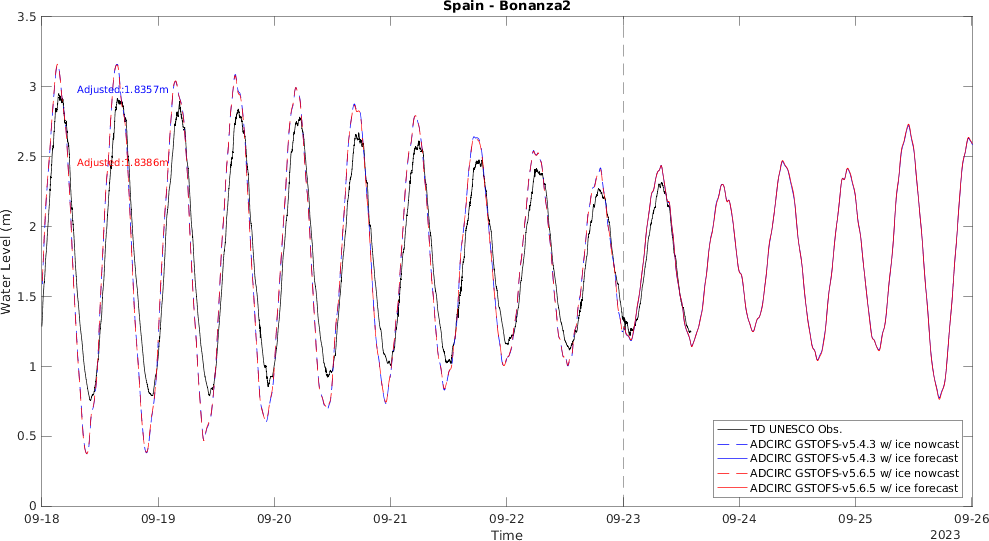 Spain - Bonanza2
3.5
3
2.5
2
1.5
1
0.5
0
Water Level (m)
Adjusted:1.8357m
Adjusted:1.8386m
TD UNESCO Obs.
ADCIRC GSTOFS-v5.4.3 w/ ice nowcast
ADCIRC GSTOFS-v5.4.3 w/ ice forecast
ADCIRC GSTOFS-v5.6.5 w/ ice nowcast
ADCIRC GSTOFS-v5.6.5 w/ ice forecast
09-18 09-19 09-20 09-21 09-22 09-23 09-24 09-25 09-26
Time
2023